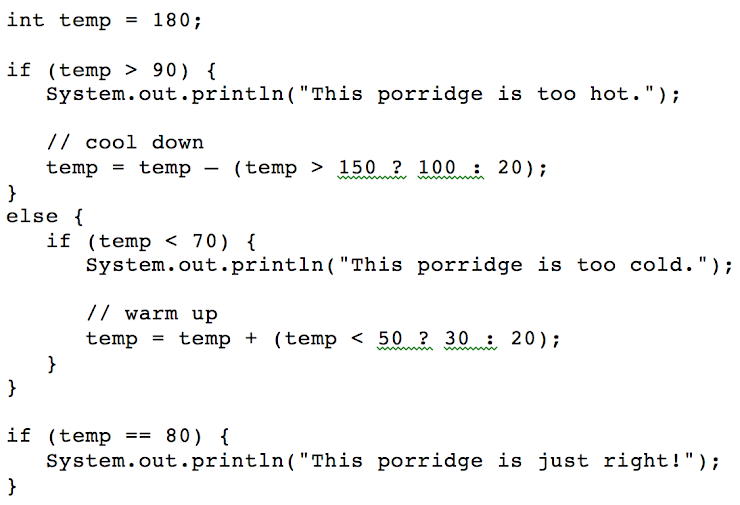 int temp = 180;
if (temp > 90) {
System.out.println("This porridge is too hot.");
// cool down
temp = temp – (temp > 150 ? 100 : 20);
}
else {
if (temp < 70) {
System.out.println("This porridge is too cold.");
// warm up
temp = temp + (temp < 50 ? 30 : 20);
}
}
if (temp == 80) {
System.out.println("This porridge is just right!");
}